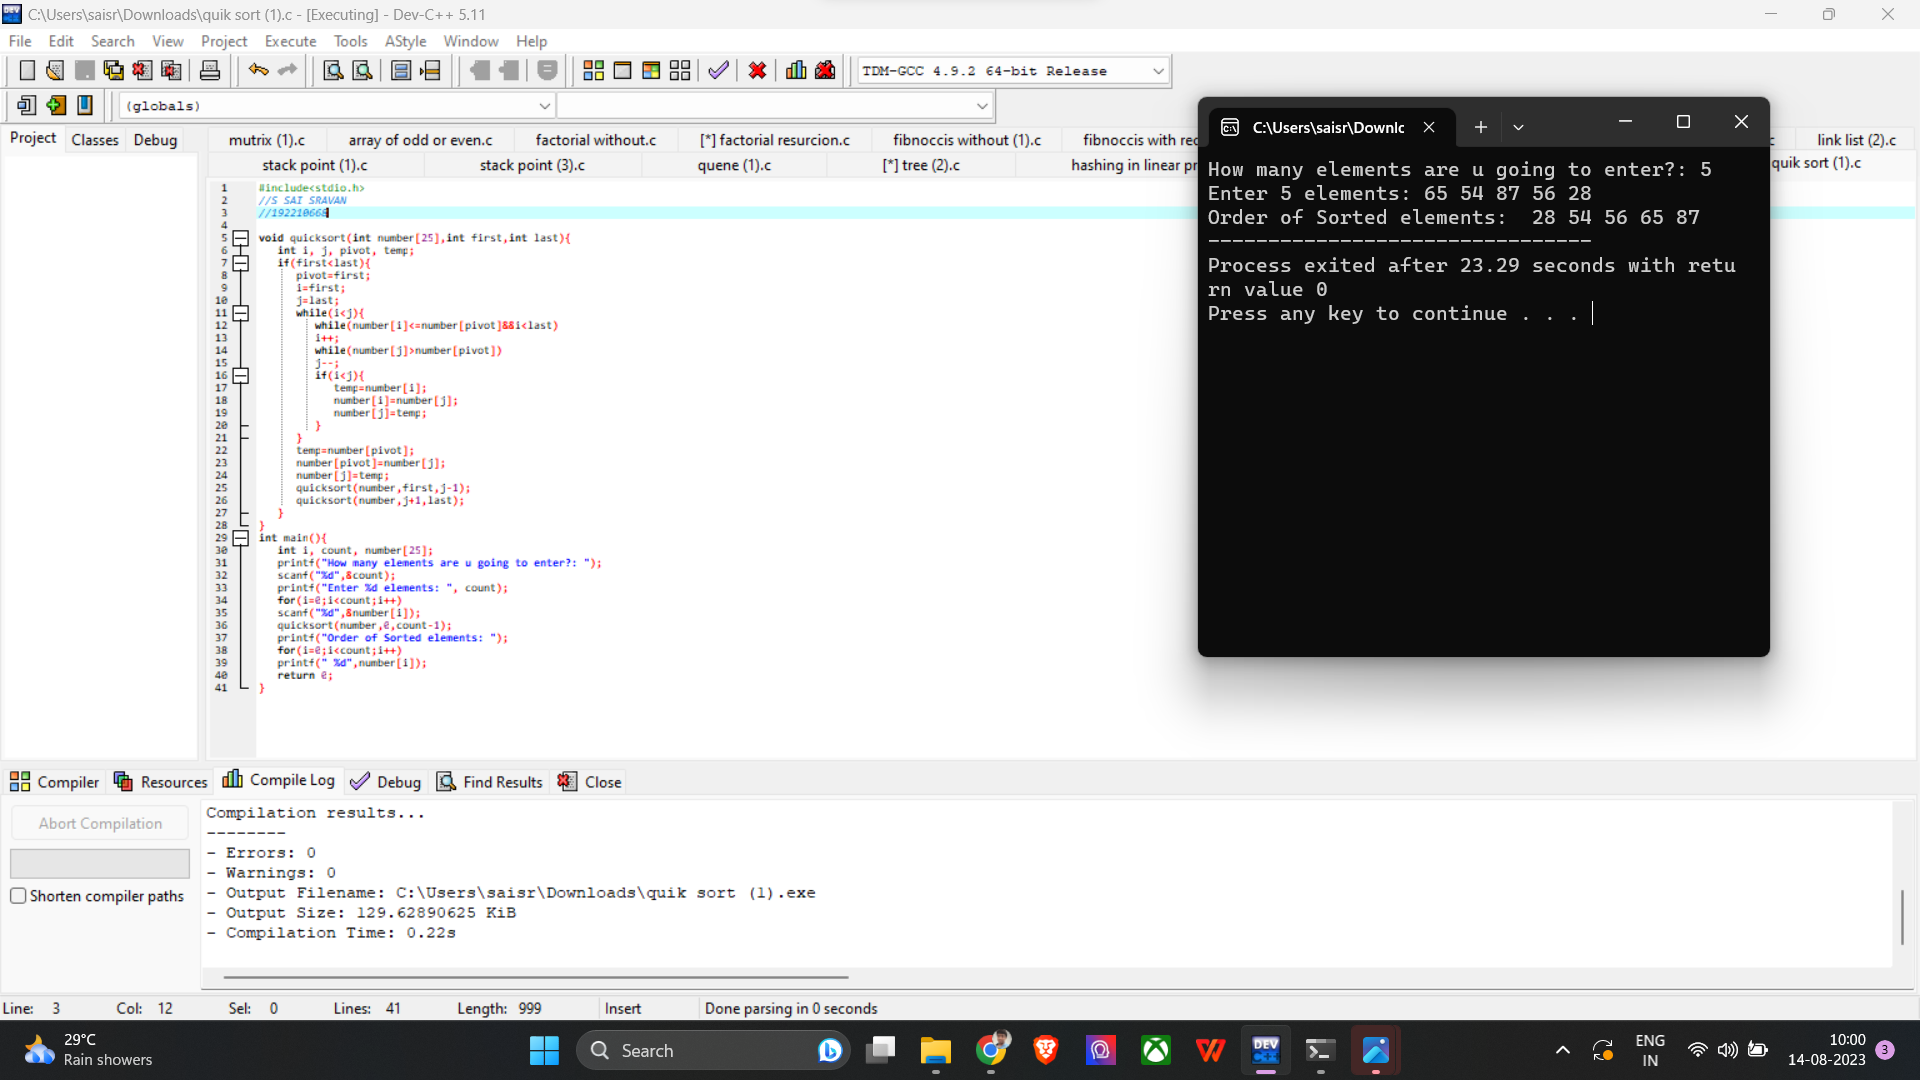 C:\Users\saisr\Downloads\quik sort (1).c - [Executing] - Dev-C++ 5.11
File Edit Search View Project Execute Tools AStyle Window Help
TDM-GCC 4.9.2 64-bit Release
(globals)
Project Classes Debug
mutrix (1).c array of odd or even.c factorial without.c [*] factorial resurcion.c fibnoccis without (1).c fibnoccis with rec c link list (2).c
stack point (1).c stack point (3).c quene (1).c [*] tree (2).c hashing in linear pr quik sort (1).c
1 #include<stdio.h>
2 //S SAI SRAVAN
3 //192210668
4
5 void quicksort(int number[25],int first,int last){
6 int i, j, pivot, temp;
7 if(first<last){
8 pivot=first;
9 i=first;
10 j=last;
11 while(i<j){
12 while(number[i]<=number[pivot]&&i<last)
13 i++;
14 while(number[j]>number[pivot])
15 j--;
16 if(i<j){
17 temp=number[i];
18 number[i]=number[j];
19 number[j]=temp;
20 }
21 }
22 temp=number[pivot];
23 number[pivot]=number[j];
24 number[j]=temp;
25 quicksort(number,first,j-1);
26 quicksort(number,j+1,last);
27 }
28 }
29 int main(){
30 int i, count, number[25];
31 printf("How many elements are u going to enter?: ");
32 scanf("%d",&count);
33 printf("Enter %d elements: ", count);
34 for(i=0;i<count;i++)
35 scanf("%d",&number[i]);
36 quicksort(number,0,count-1);
37 printf("Order of Sorted elements: ");
38 for(i=0;i<count;i++)
39 printf(" %d",number[i]);
40 return 0;
41 }
C:\Users\saisr\Downlc
How many elements are u going to enter?: 5
Enter 5 elements: 65 54 87 56 28
Order of Sorted elements:  28 54 56 65 87
--------------------------------
Process exited after 23.29 seconds with retu
rn value 0
Press any key to continue . . .
Compiler Resources Compile Log Debug Find Results Close
Abort Compilation
Shorten compiler paths
Compilation results...
--------
- Errors: 0
- Warnings: 0
- Output Filename: C:\Users\saisr\Downloads\quik sort (1).exe
- Output Size: 129.62890625 KiB
- Compilation Time: 0.22s
Line: 3 Col: 12 Sel: 0 Lines: 41 Length: 999 Insert Done parsing in 0 seconds
29°C
Rain showers
Search
DEV
C++
ENG
IN
10:00
14-08-2023
3